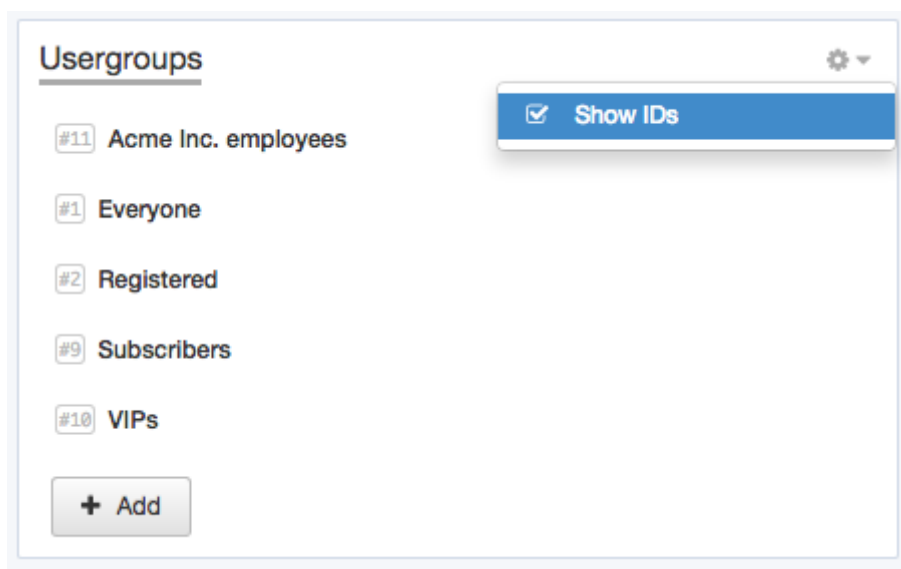 Usergroups
Show IDs
#11 Acme Inc. employees
#1 Everyone
#2 Registered
#9 Subscribers
#10 VIPs
+ Add